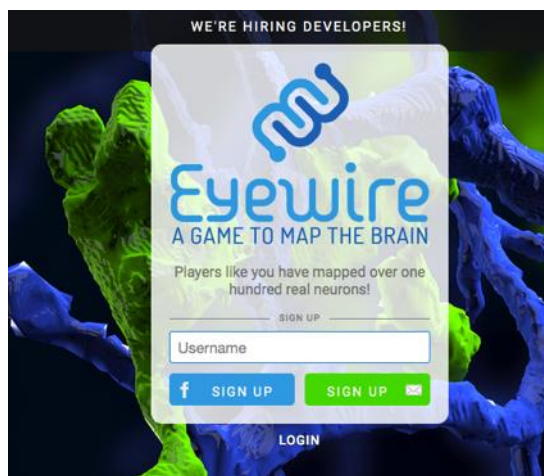 WE'RE HIRING DEVELOPERS!
Eyewire
A GAME TO MAP THE BRAIN
Players like you have mapped over one
hundred real neurons!
SIGN UP
Username
f SIGN UP SIGN UP
LOGIN